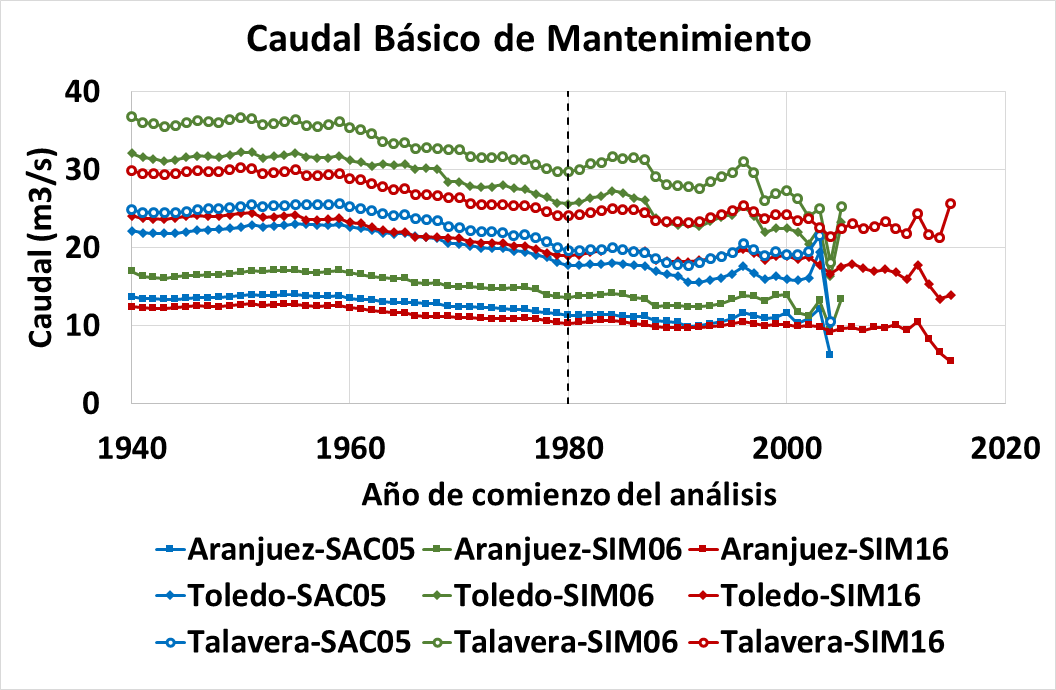 Caudal Básico de Mantenimiento
Caudal (m3/s)
40
30
20
10
0
1940 1960 1980 2000 2020
Año de comienzo del análisis
Aranjuez-SAC05 Aranjuez-SIM06 Aranjuez-SIM16
Toledo-SAC05 Toledo-SIM06 Toledo-SIM16
Talavera-SAC05 Talavera-SIM06 Talavera-SIM16